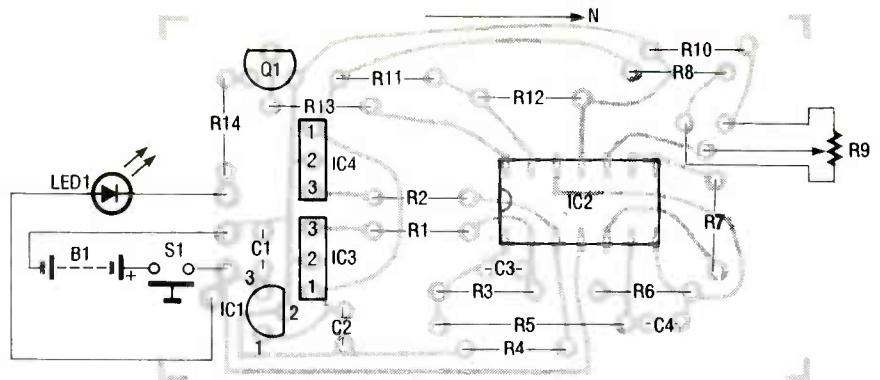 N
R10
Q1
R11
R8
R12
R13
R14
1
2
IC4
3
R9
LED1
IC2
R2
R7
R1
3
C1
2
IC3
B1
S1
+
3
C3
1
R3
R6
IC1
2
C2
R5
C4
1
R4